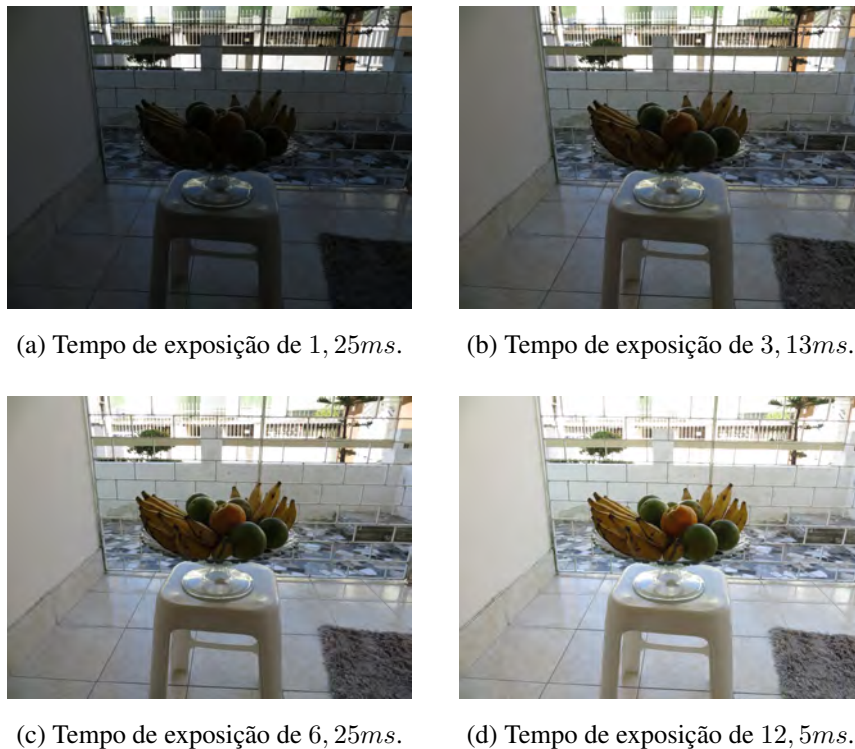 (a) Tempo de exposição de 1, 25ms.
(b) Tempo de exposição de 3, 13ms.
(c) Tempo de exposição de 6, 25ms.
(d) Tempo de exposição de 12, 5ms.